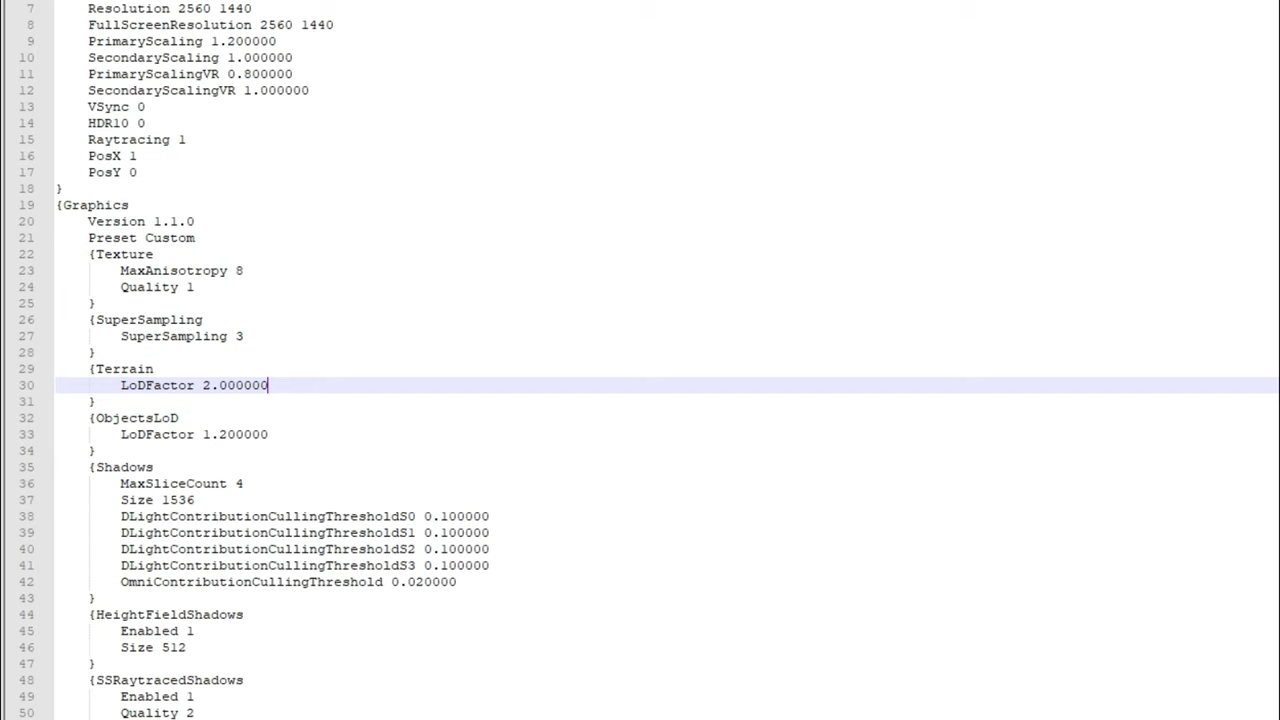 7 Resolution 2560 1440
8 FullScreenResolution 2560 1440
9 PrimaryScaling 1.200000
10 SecondaryScaling 1.000000
11 PrimaryScalingVR 0.800000
12 SecondaryScalingVR 1.000000
13 VSync 0
14 HDR10 0
15 Raytracing 1
16 PosX 1
17 PosY 0
18 }
19 {Graphics
20 Version 1.1.0
21 Preset Custom
22 {Texture
23 MaxAnisotropy 8
24 Quality 1
25 }
26 {SuperSampling
27 SuperSampling 3
28 }
29 {Terrain
30 LoDFactor 2.000000
31 }
32 {ObjectsLoD
33 LoDFactor 1.200000
34 }
35 {Shadows
36 MaxSliceCount 4
37 Size 1536
38 DLightContributionCullingThresholdS0 0.100000
39 DLightContributionCullingThresholdS1 0.100000
40 DLightContributionCullingThresholdS2 0.100000
41 DLightContributionCullingThresholdS3 0.100000
42 OmniContributionCullingThreshold 0.020000
43 }
44 {HeightFieldShadows
45 Enabled 1
46 Size 512
47 }
48 {SSRaytracedShadows
49 Enabled 1
50 Quality 2